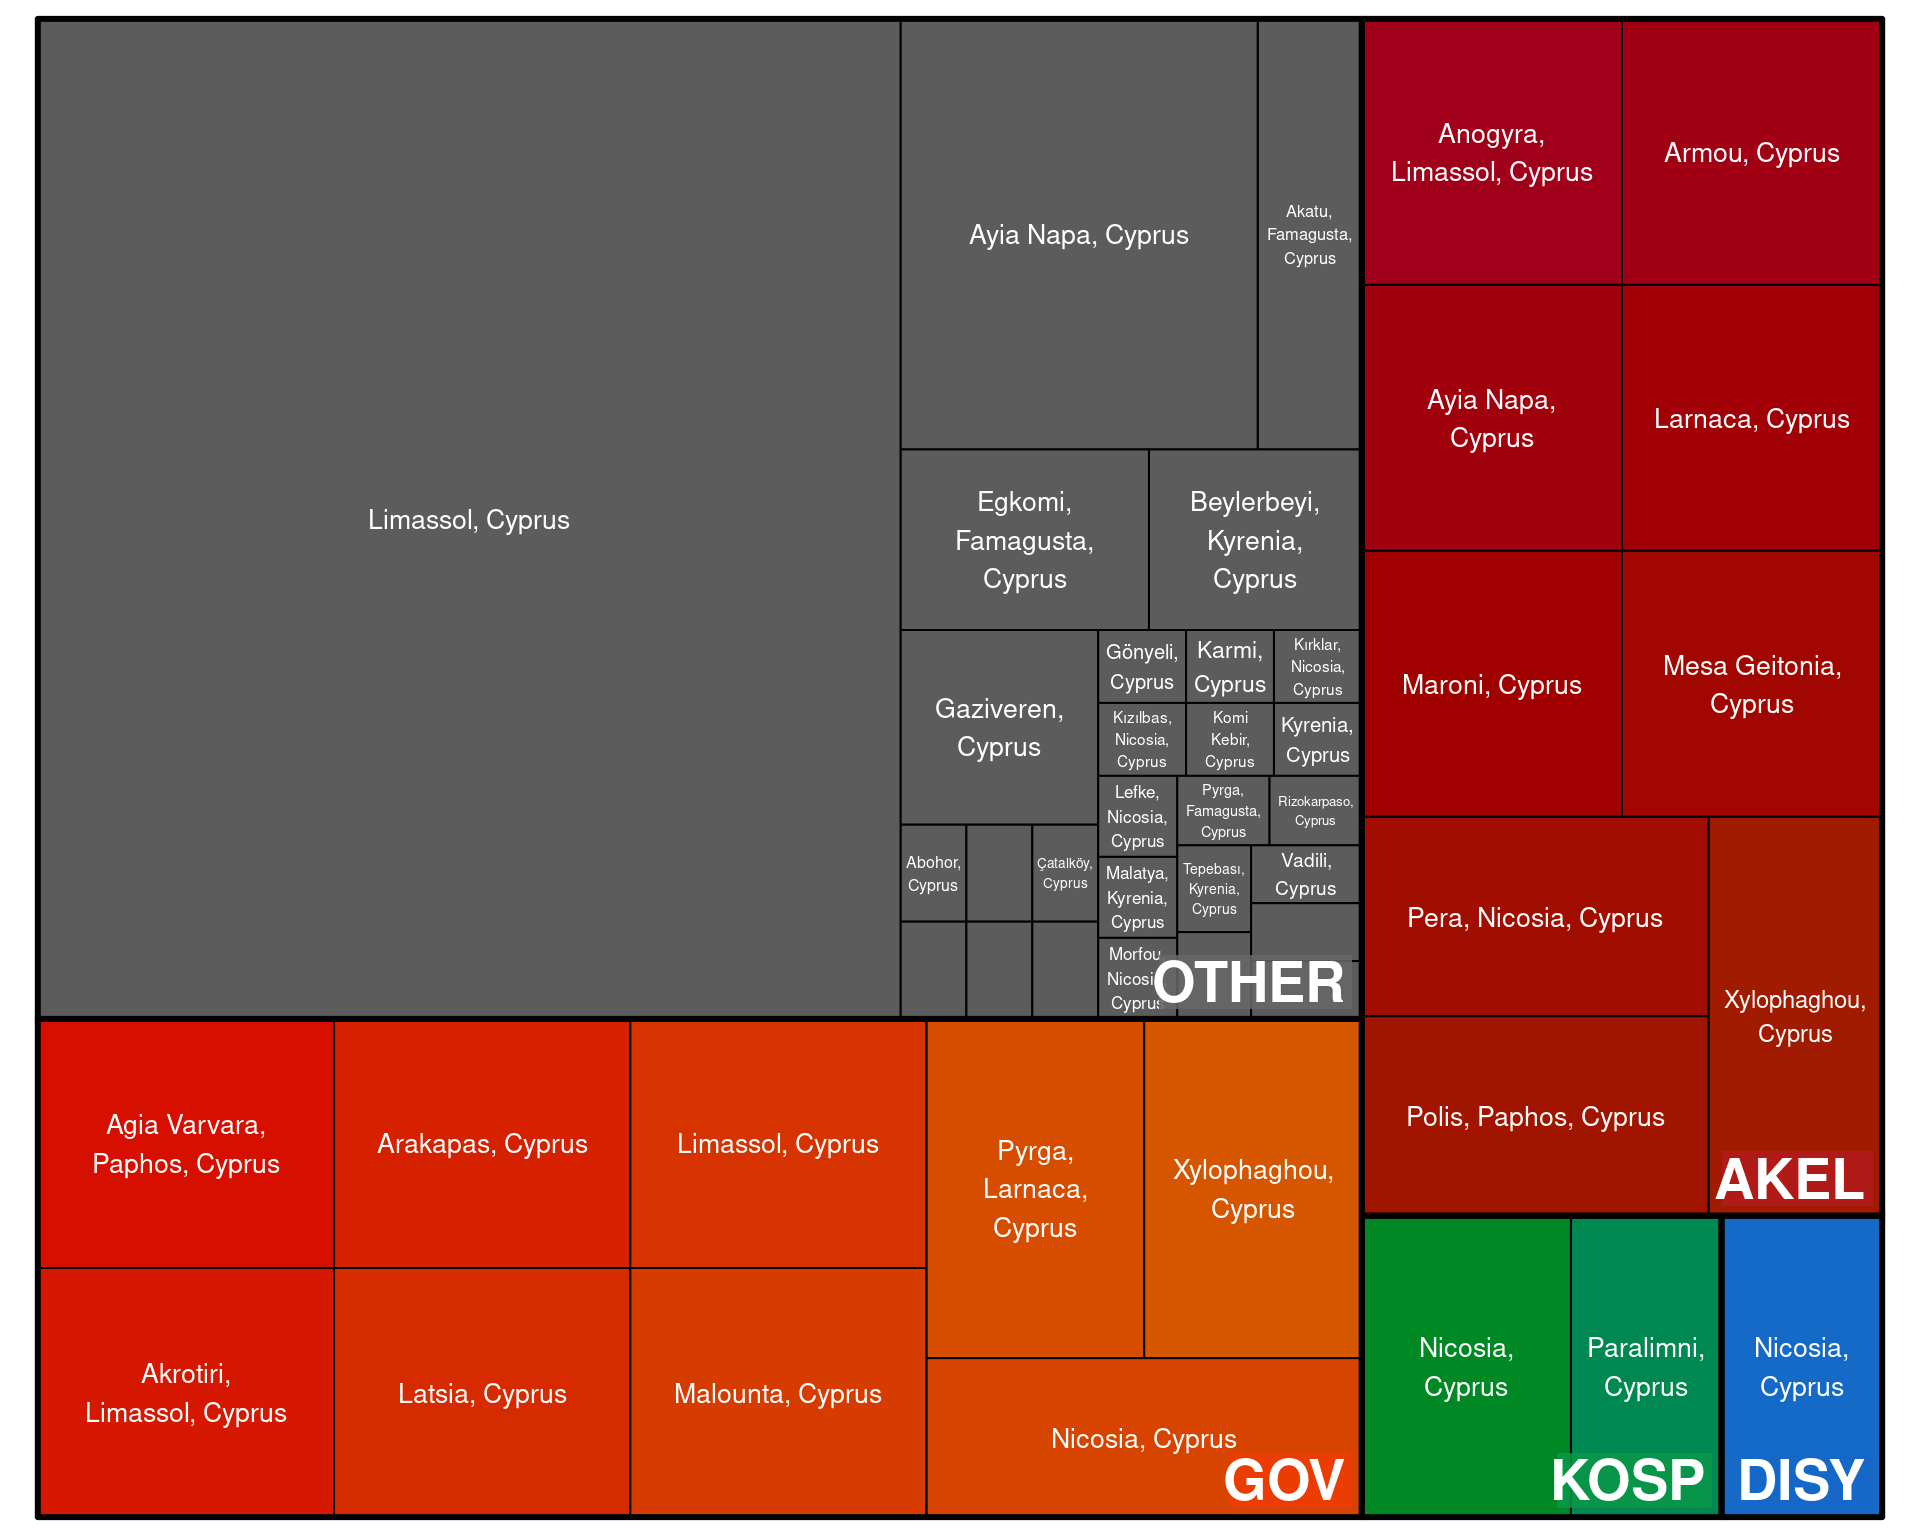 Limassol, Cyprus
Ayia Napa, Cyprus
Akatu,
Famagusta,
Cyprus
Egkomi,
Famagusta,
Cyprus
Beylerbeyi,
Kyrenia,
Cyprus
Gaziveren,
Cyprus
Gönyeli,
Cyprus
Karmi,
Cyprus
Kırklar,
Nicosia,
Cyprus
Kızılbas,
Nicosia,
Cyprus
Komi
Kebir,
Cyprus
Kyrenia,
Cyprus
Lefke,
Nicosia,
Cyprus
Pyrga,
Famagusta,
Cyprus
Rizokarpaso,
Cyprus
Abohor,
Cyprus
Çatalköy,
Cyprus
Malatya,
Kyrenia,
Cyprus
Tepebası,
Kyrenia,
Cyprus
Vadili,
Cyprus
Morfou,
Nicosia,
Cyprus
OTHER
Anogyra,
Limassol, Cyprus
Armou, Cyprus
Ayia Napa,
Cyprus
Larnaca, Cyprus
Maroni, Cyprus
Mesa Geitonia,
Cyprus
Pera, Nicosia, Cyprus
Polis, Paphos, Cyprus
Xylophaghou,
Cyprus
AKEL
Agia Varvara,
Paphos, Cyprus
Arakapas, Cyprus
Limassol, Cyprus
Akrotiri,
Limassol, Cyprus
Latsia, Cyprus
Malounta, Cyprus
Pyrga,
Larnaca,
Cyprus
Xylophaghou,
Cyprus
Nicosia, Cyprus
GOV
Nicosia,
Cyprus
Paralimni,
Cyprus
KOSP
Nicosia,
Cyprus
DISY